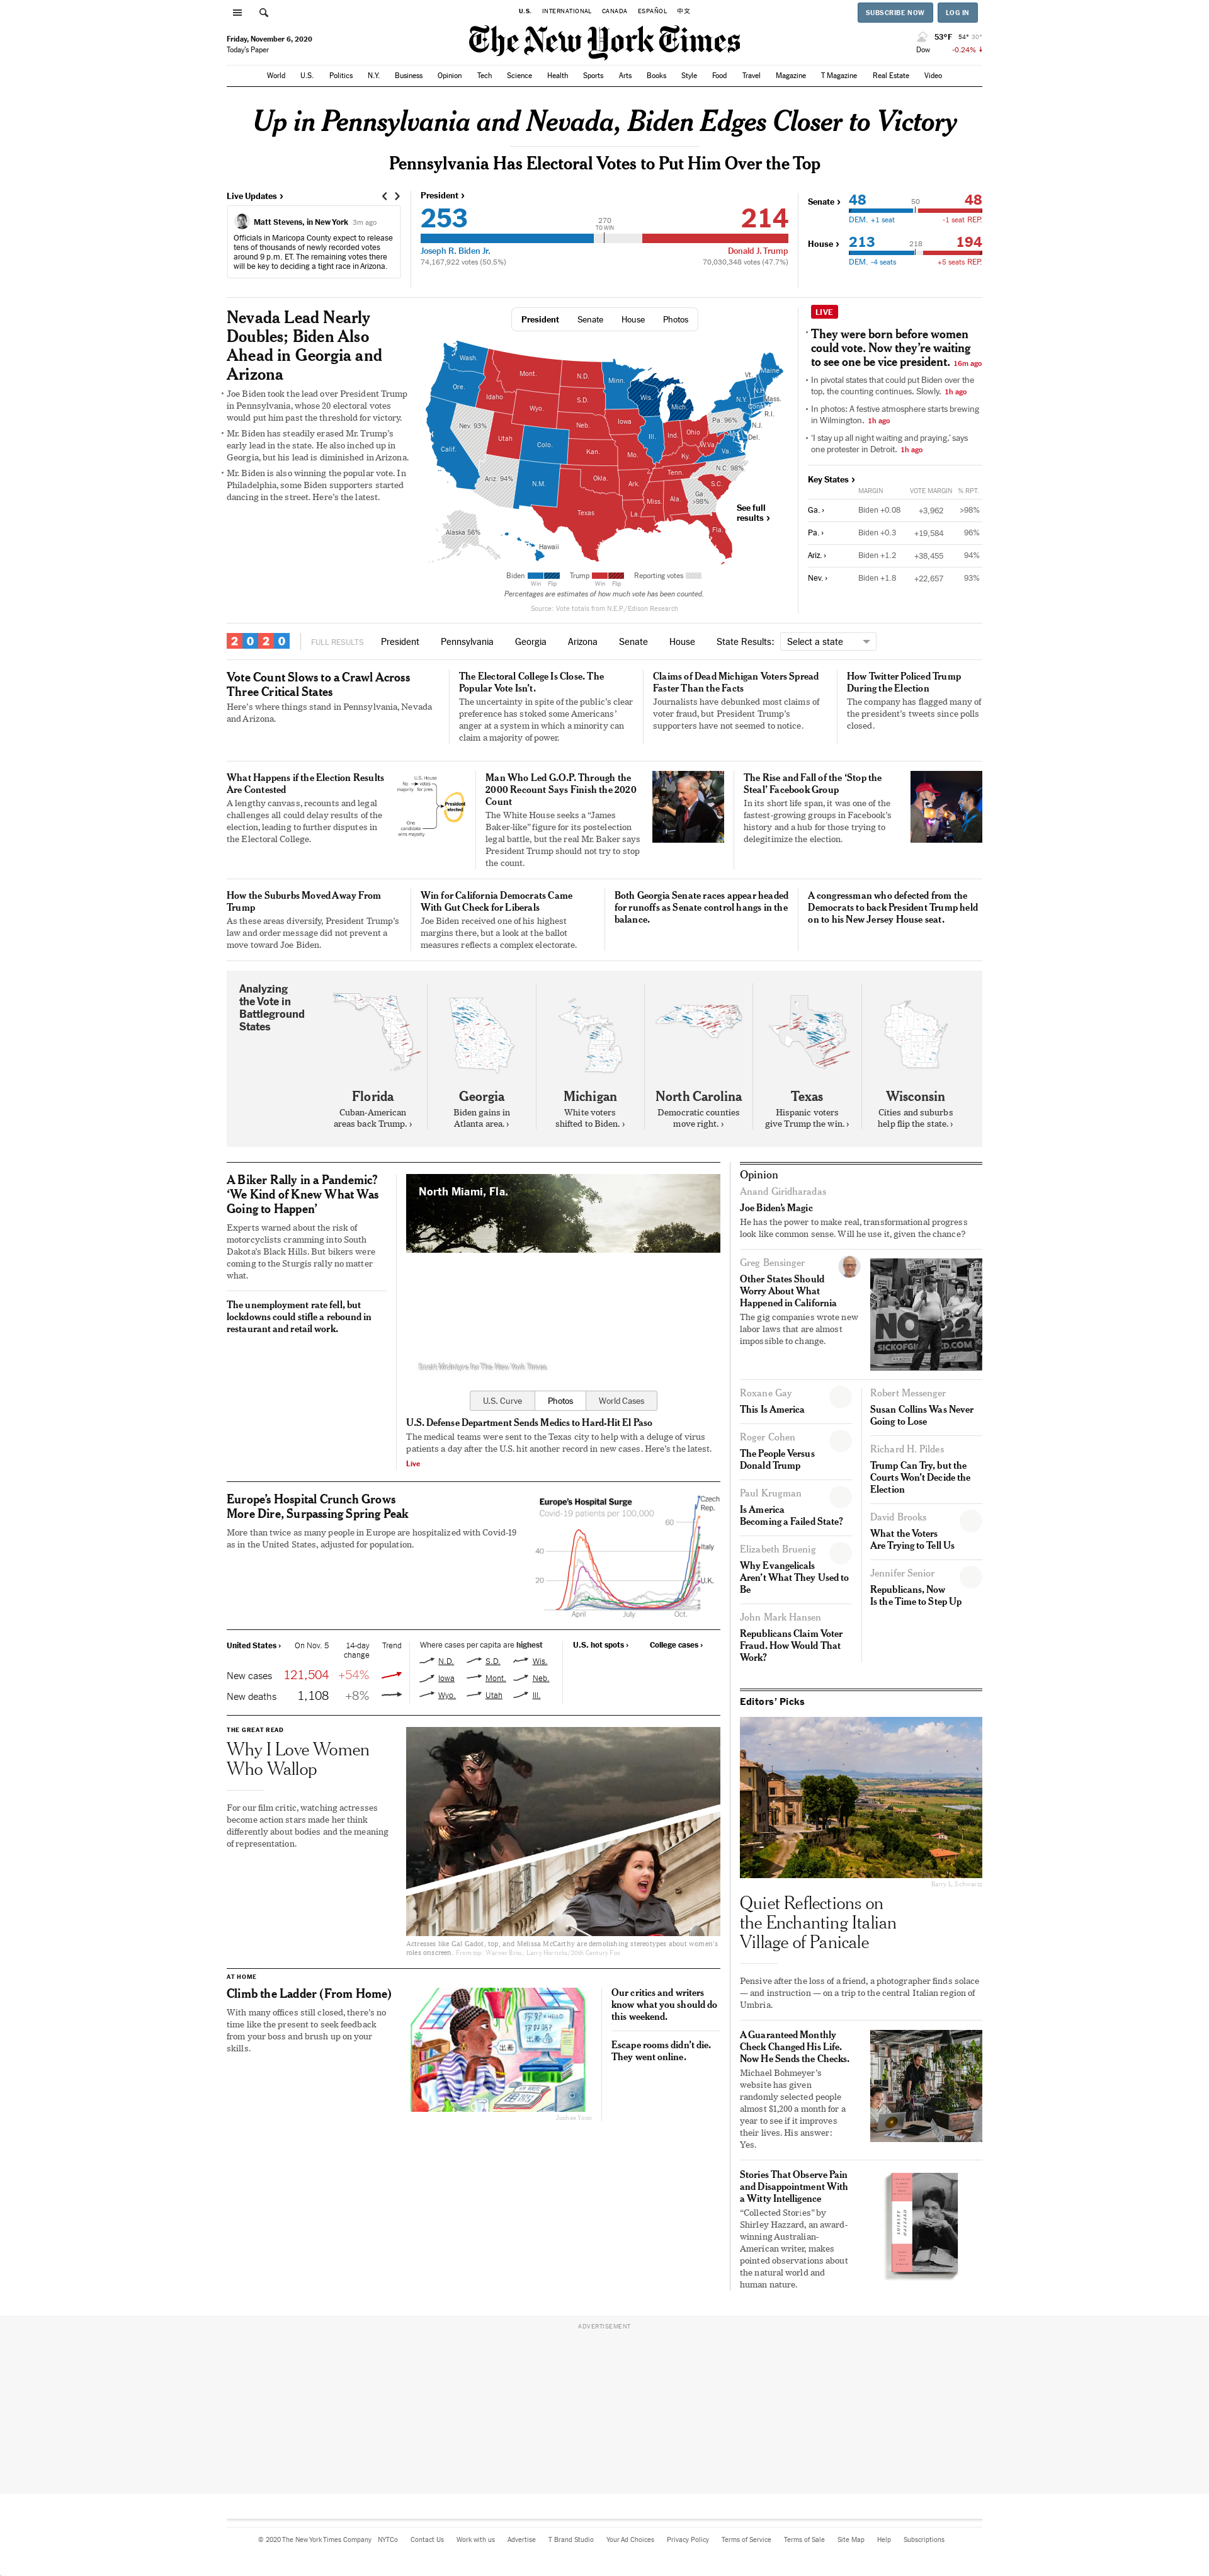 U.S. INTERNATIONAL CANADA ESPAÑOL 中文
SUBSCRIBE NOW LOG IN
The New York Times
Friday, November 6, 2020
Today's Paper
53°F 54° 30°
Dow -0.24%
World U.S. Politics N.Y. Business Opinion Tech Science Health Sports Arts Books Style Food Travel Magazine T Magazine Real Estate Video
Up in Pennsylvania and Nevada, Biden Edges Closer to Victory
Pennsylvania Has Electoral Votes to Put Him Over the Top
Live Updates ›
Matt Stevens, in New York 3m ago
Officials in Maricopa County expect to release
tens of thousands of newly recorded votes
around 9 p.m. ET. The remaining votes there
will be key to deciding a tight race in Arizona.
President ›
253 270 TO WIN 214
Joseph R. Biden Jr. Donald J. Trump
74,167,922 votes (50.5%) 70,030,348 votes (47.7%)
Senate › 48 50 48
DEM. +1 seat -1 seat REP.
House › 213 218 194
DEM. -4 seats +5 seats REP.
Nevada Lead Nearly
Doubles; Biden Also
Ahead in Georgia and
Arizona
• Joe Biden took the lead over President Trump
in Pennsylvania, whose 20 electoral votes
would put him past the threshold for victory.
• Mr. Biden has steadily erased Mr. Trump's
early lead in the state. He also inched up in
Georgia, but his lead is diminished in Arizona.
• Mr. Biden is also winning the popular vote. In
Philadelphia, some Biden supporters started
dancing in the street. Here's the latest.
President Senate House Photos
Wash.
Ore.
Calif.
Nev. 93%
Idaho
Mont.
Wyo.
Utah
Ariz. 94%
Colo.
N.M.
N.D.
S.D.
Neb.
Kan.
Okla.
Texas
Minn.
Iowa
Mo.
Ark.
La.
Wis.
Ill.
Mich.
Ind.
Ohio
Ky.
Tenn.
Miss.
Ala.
Ga.
>98%
Fla.
S.C.
N.C. 98%
Va.
W.Va.
Pa. 96%
N.Y.
Vt.
N.H.
Maine
Mass.
R.I.
Conn.
N.J.
Del.
Md.
Alaska 56%
Hawaii
See full
results ›
Biden Trump Reporting votes
Win Flip Win Flip
Percentages are estimates of how much vote has been counted.
Source: Vote totals from N.E.P./Edison Research
LIVE
• They were born before women
could vote. Now they're waiting
to see one be vice president. 16m ago
• In pivotal states that could put Biden over the
top, the counting continues. Slowly. 1h ago
• In photos: A festive atmosphere starts brewing
in Wilmington. 1h ago
• 'I stay up all night waiting and praying,' says
one protester in Detroit. 1h ago
Key States ›
MARGIN VOTE MARGIN % RPT.
Ga. › Biden +0.08 +3,962 >98%
Pa. › Biden +0.3 +19,584 96%
Ariz. › Biden +1.2 +38,455 94%
Nev. › Biden +1.8 +22,657 93%
2020 FULL RESULTS President Pennsylvania Georgia Arizona Senate House State Results: Select a state
Vote Count Slows to a Crawl Across
Three Critical States
Here's where things stand in Pennsylvania, Nevada
and Arizona.
The Electoral College Is Close. The
Popular Vote Isn't.
The uncertainty in spite of the public's clear
preference has stoked some Americans'
anger at a system in which a minority can
claim a majority of power.
Claims of Dead Michigan Voters Spread
Faster Than the Facts
Journalists have debunked most claims of
voter fraud, but President Trump's
supporters have not seemed to notice.
How Twitter Policed Trump
During the Election
The company has flagged many of
the president's tweets since polls
closed.
What Happens if the Election Results
Are Contested
A lengthy canvass, recounts and legal
challenges all could delay results of the
election, leading to further disputes in
the Electoral College.
U.S. House
votes
for pres.
No
majority
President
elected
One
candidate
wins majority
Man Who Led G.O.P. Through the
2000 Recount Says Finish the 2020
Count
The White House seeks a "James
Baker-like" figure for its postelection
legal battle, but the real Mr. Baker says
President Trump should not try to stop
the count.
The Rise and Fall of the 'Stop the
Steal' Facebook Group
In its short life span, it was one of the
fastest-growing groups in Facebook's
history and a hub for those trying to
delegitimize the election.
How the Suburbs Moved Away From
Trump
As these areas diversify, President Trump's
law and order message did not prevent a
move toward Joe Biden.
Win for California Democrats Came
With Gut Check for Liberals
Joe Biden received one of his highest
margins there, but a look at the ballot
measures reflects a complex electorate.
Both Georgia Senate races appear headed
for runoffs as Senate control hangs in the
balance.
A congressman who defected from the
Democrats to back President Trump held
on to his New Jersey House seat.
Analyzing
the Vote in
Battleground
States
Florida
Cuban-American
areas back Trump. ›
Georgia
Biden gains in
Atlanta area. ›
Michigan
White voters
shifted to Biden. ›
North Carolina
Democratic counties
move right. ›
Texas
Hispanic voters
give Trump the win. ›
Wisconsin
Cities and suburbs
help flip the state. ›
A Biker Rally in a Pandemic?
'We Kind of Knew What Was
Going to Happen'
Experts warned about the risk of
motorcyclists cramming into South
Dakota's Black Hills. But bikers were
coming to the Sturgis rally no matter
what.
The unemployment rate fell, but
lockdowns could stifle a rebound in
restaurant and retail work.
North Miami, Fla.
Scott McIntyre for The New York Times
U.S. Curve Photos World Cases
U.S. Defense Department Sends Medics to Hard-Hit El Paso
The medical teams were sent to the Texas city to help with a deluge of virus
patients a day after the U.S. hit another record in new cases. Here's the latest.
Live
Europe's Hospital Crunch Grows
More Dire, Surpassing Spring Peak
More than twice as many people in Europe are hospitalized with Covid-19
as in the United States, adjusted for population.
Europe's Hospital Surge
Covid-19 patients per 100,000
60
40
20
Czech
Rep.
Italy
U.K.
April July Oct.
United States › On Nov. 5 14-day
change Trend
New cases 121,504 +54%
New deaths 1,108 +8%
Where cases per capita are highest
N.D. S.D. Wis.
Iowa Mont. Neb.
Wyo. Utah Ill.
U.S. hot spots › College cases ›
THE GREAT READ
Why I Love Women
Who Wallop
For our film critic, watching actresses
become action stars made her think
differently about bodies and the meaning
of representation.
Actresses like Gal Gadot, top, and Melissa McCarthy are demolishing stereotypes about women's
roles onscreen. From top: Warner Bros.; Larry Horricks/20th Century Fox
AT HOME
Climb the Ladder (From Home)
With many offices still closed, there's no
time like the present to seek feedback
from your boss and brush up on your
skills.
Joohee Yoon
Our critics and writers
know what you should do
this weekend.
Escape rooms didn't die.
They went online.
Opinion
Anand Giridharadas
Joe Biden's Magic
He has the power to make real, transformational progress
look like common sense. Will he use it, given the chance?
Greg Bensinger
Other States Should
Worry About What
Happened in California
The gig companies wrote new
labor laws that are almost
impossible to change.
NO 22
SICKOFGIG
Roxane Gay
This Is America
Roger Cohen
The People Versus
Donald Trump
Paul Krugman
Is America
Becoming a Failed State?
Elizabeth Bruenig
Why Evangelicals
Aren't What They Used to
Be
John Mark Hansen
Republicans Claim Voter
Fraud. How Would That
Work?
Robert Messenger
Susan Collins Was Never
Going to Lose
Richard H. Pildes
Trump Can Try, but the
Courts Won't Decide the
Election
David Brooks
What the Voters
Are Trying to Tell Us
Jennifer Senior
Republicans, Now
Is the Time to Step Up
Editors' Picks
Barry L. Schwartz
Quiet Reflections on
the Enchanting Italian
Village of Panicale
Pensive after the loss of a friend, a photographer finds solace
— and instruction — on a trip to the central Italian region of
Umbria.
A Guaranteed Monthly
Check Changed His Life.
Now He Sends the Checks.
Michael Bohmeyer's
website has given
randomly selected people
almost $1,200 a month for a
year to see if it improves
their lives. His answer:
Yes.
Stories That Observe Pain
and Disappointment With
a Witty Intelligence
"Collected Stories" by
Shirley Hazzard, an award-
winning Australian-
American writer, makes
pointed observations about
the natural world and
human nature.
SHIRLEY
HAZZARD
ADVERTISEMENT
© 2020 The New York Times Company NYTCo Contact Us Work with us Advertise T Brand Studio Your Ad Choices Privacy Policy Terms of Service Terms of Sale Site Map Help Subscriptions